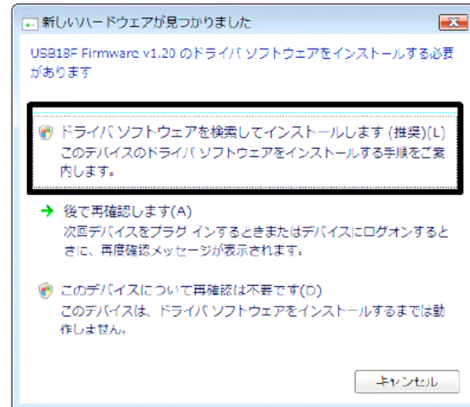 新しいハードウェアが見つかりました
USB18F Firmware v1.20 のドライバ ソフトウェアをインストールする必要
があります
ドライバ ソフトウェアを検索してインストールします (推奨)(L)
このデバイスのドライバ ソフトウェアをインストールする手順をご案
内します。
後で再確認します(A)
次回デバイスをプラグ インするときまたはデバイスにログオンすると
きに、再度確認メッセージが表示されます。
このデバイスについて再確認は不要です(D)
このデバイスは、ドライバ ソフトウェアをインストールするまでは動
作しません。
キャンセル